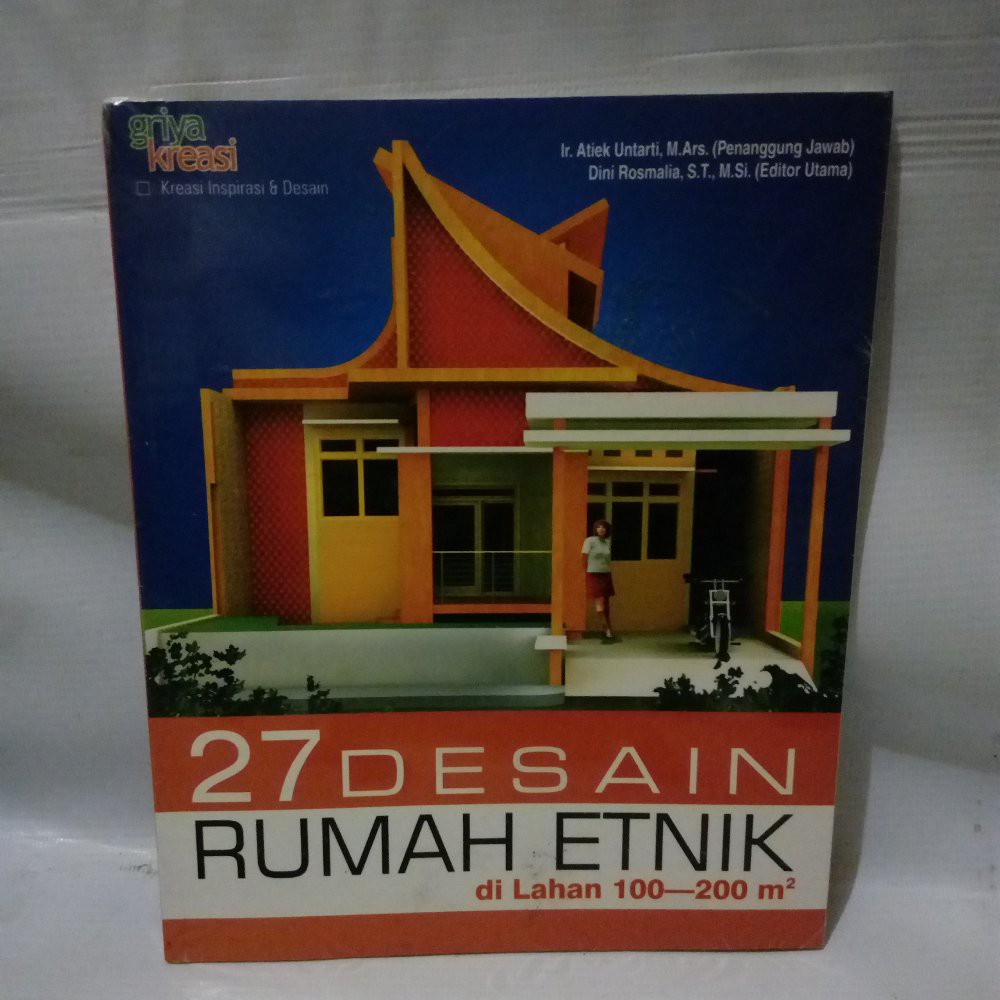 griya
kreasi
Kreasi Inspirasi & Desain
Ir. Atiek Untarti, M.Ars. (Penanggung Jawab)
Dini Rosmalia, S.T., M.Si. (Editor Utama)
27 DESAIN
RUMAH ETNIK
di Lahan 100—200 m²